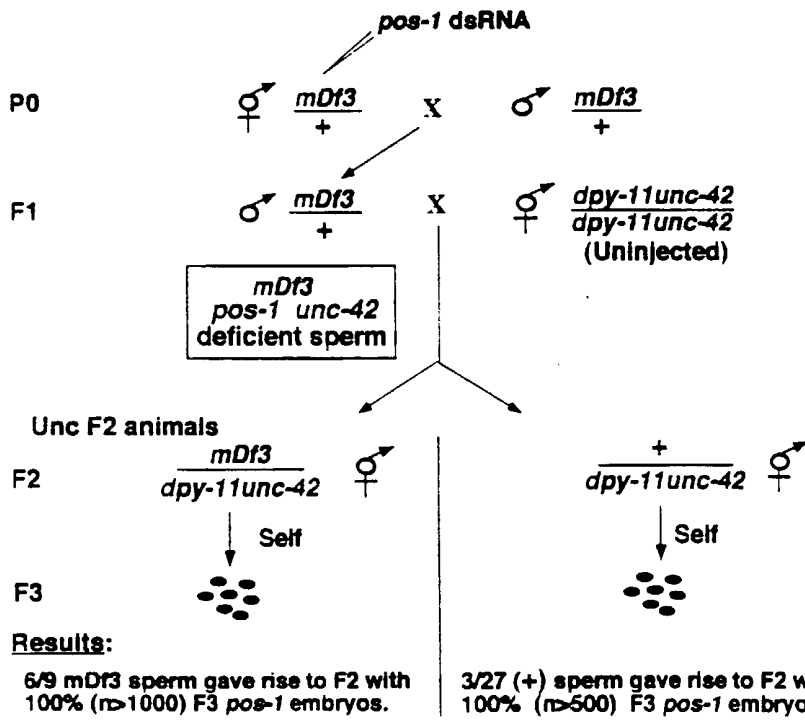 pos-1 dsRNA
P0 mDf3 X mDf3
+ +
F1 mDf3 X dpy-11unc-42
+ dpy-11unc-42
(Uninjected)
mDf3
pos-1 unc-42
deficient sperm
Unc F2 animals
F2 mDf3 +
dpy-11unc-42 dpy-11unc-42
Self Self
F3
Results:
6/9 mDf3 sperm gave rise to F2 with 3/27 (+) sperm gave rise to F2 w
100% (n>1000) F3 pos-1 embryos. 100% (n>500) F3 pos-1 embryo